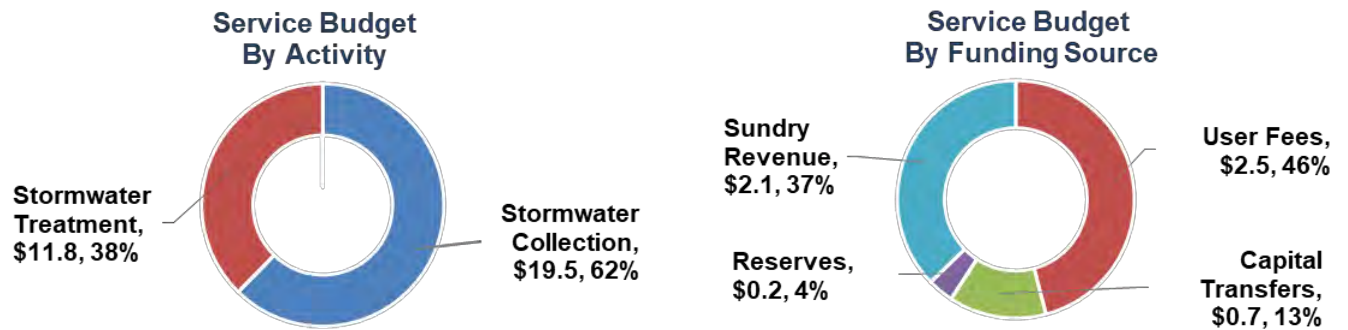 Service Budget
By Activity
Stormwater
Treatment,
$11.8, 38%
Stormwater
Collection,
$19.5, 62%
Service Budget
By Funding Source
Sundry
Revenue,
$2.1, 37%
User Fees,
$2.5, 46%
Reserves,
$0.2, 4%
Capital
Transfers,
$0.7, 13%